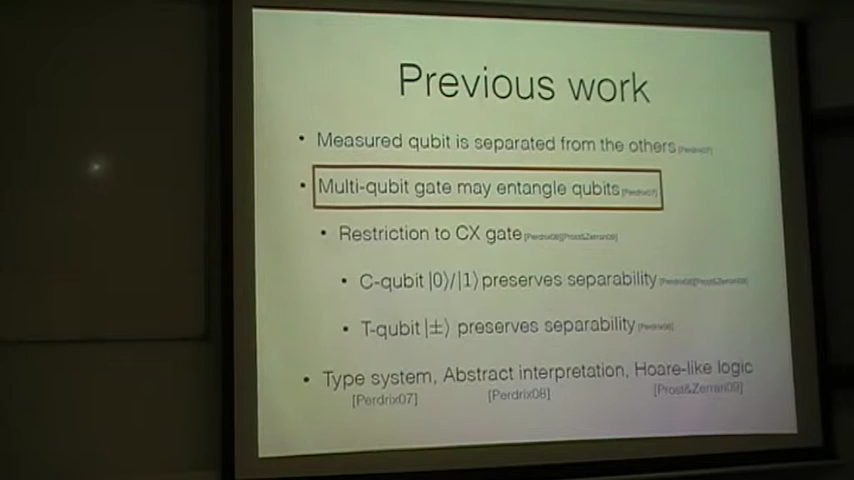 Previous work
• Measured qubit is separated from the others [Perdrix07]
• Multi-qubit gate may entangle qubits [Perdrix07]
• Restriction to CX gate [Perdrix08][Prost&Zerrari09]
• C-qubit |0⟩/|1⟩ preserves separability [Perdrix08][Prost&Zerrari09]
• T-qubit |±⟩ preserves separability [Perdrix08]
• Type system, Abstract interpretation, Hoare-like logic
[Perdrix07] [Perdrix08] [Prost&Zerrari09]